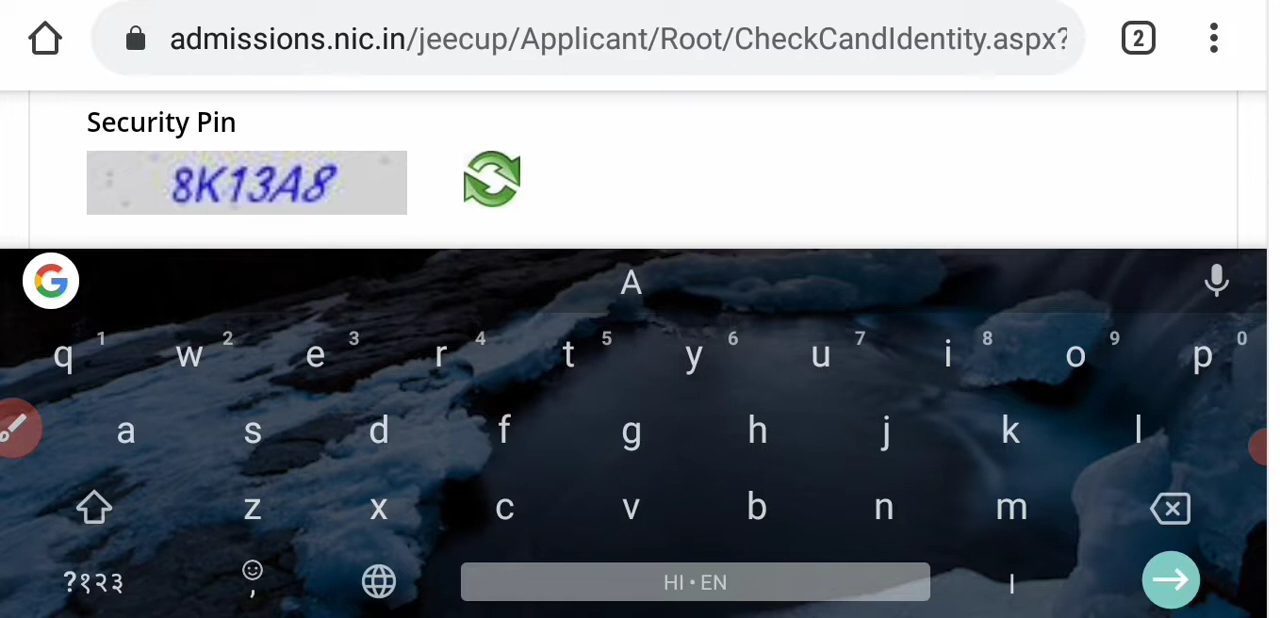 admissions.nic.in/jeecup/Applicant/Root/CheckCandIdentity.aspx?
2
Security Pin
8K13A8
G
A
1 2 3 4 5 6 7 8 9 0
q w e r t y u i o p
a s d f g h j k l
z x c v b n m
?१२३ , HI • EN ।